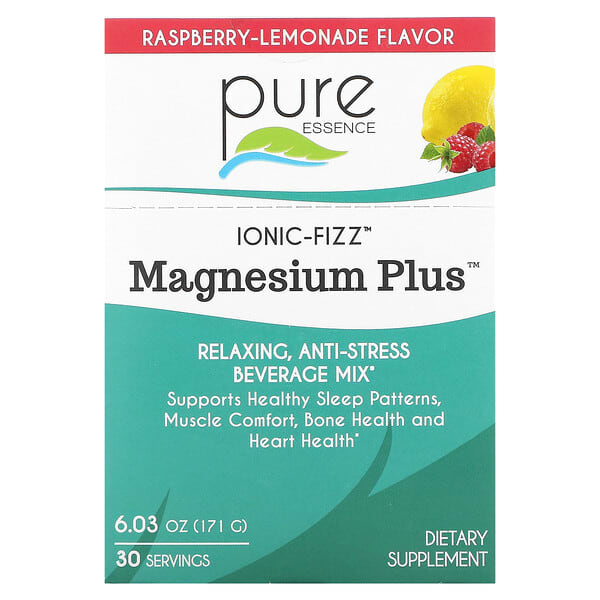 RASPBERRY-LEMONADE FLAVOR
pure
ESSENCE
IONIC-FIZZ™
Magnesium Plus™
RELAXING, ANTI-STRESS
BEVERAGE MIX*
Supports Healthy Sleep Patterns,
Muscle Comfort, Bone Health and
Heart Health*
6.03 OZ (171 G)
30 SERVINGS
DIETARY
SUPPLEMENT